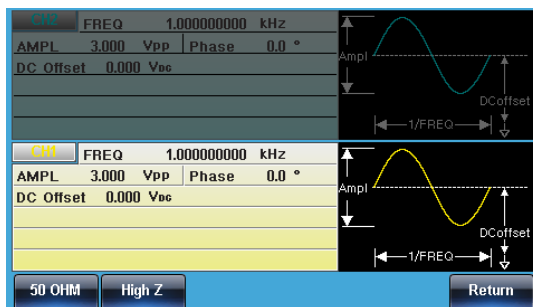 CH2 FREQ 1.000000000 kHz
AMPL 3.000 Vpp Phase 0.0 °
DC Offset 0.000 VDC
Ampl
DCoffset
1/FREQ
CH1 FREQ 1.000000000 kHz
AMPL 3.000 Vpp Phase 0.0 °
DC Offset 0.000 VDC
Ampl
DCoffset
1/FREQ
50 OHM High Z Return